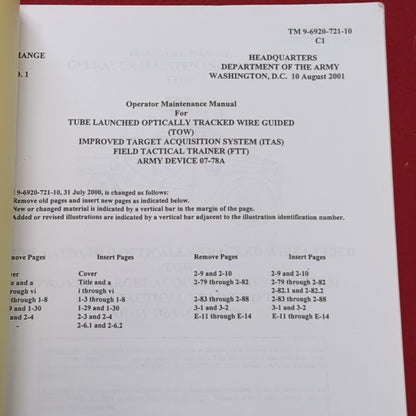 TM 9-6920-721-10
C1
HANGE
HEADQUARTERS
DEPARTMENT OF THE ARMY
O. 1
WASHINGTON, D.C. 10 August 2001
Operator Maintenance Manual
For
TUBE LAUNCHED OPTICALLY TRACKED WIRE GUIDED
(TOW)
IMPROVED TARGET ACQUISITION SYSTEM (ITAS)
FIELD TACTICAL TRAINER (FTT)
ARMY DEVICE 07-78A
9-6920-721-10, 31 July 2000, is changed as follows:
Remove old pages and insert new pages as indicated below.
New or changed material is indicated by a vertical bar in the margin of the page.
Added or revised illustrations are indicated by a vertical bar adjacent to the illustration identification number.
move Pages Insert Pages Remove Pages Insert Pages
ver Cover 2-9 and 2-10 2-9 and 2-10
tle and a Title and a 2-79 through 2-82 2-79 through 2-82
rough vi i through vi - 2-82.1 and 2-82.2
through 1-8 1-3 through 1-8 2-83 through 2-88 2-83 through 2-88
9 and 1-30 1-29 and 1-30 3-1 and 3-2 3-1 and 3-2
and 2-4 2-3 and 2-4 E-11 through E-14 E-11 through E-14
- 2-6.1 and 2-6.2